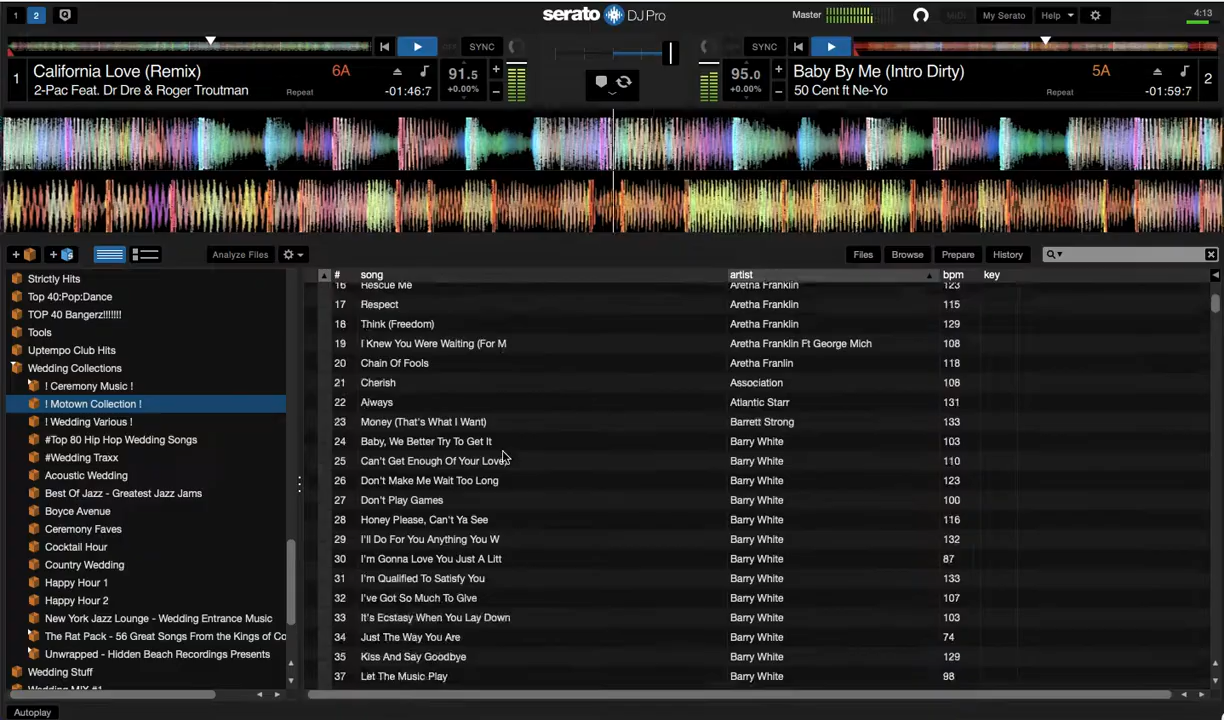 1 2 serato DJ Pro Master MIDI My Serato Help 4:13
SYNC SYNC
1 California Love (Remix) 6A 91.5 95.0 Baby By Me (Intro Dirty) 5A 2
2-Pac Feat. Dr Dre & Roger Troutman Repeat -01:46:7 +0.00% +0.00% 50 Cent ft Ne-Yo Repeat -01:59:7
Analyze Files Files Browse Prepare History
# song artist bpm key
Strictly Hits
Top 40:Pop:Dance
TOP 40 Bangerz!!!!!!!
Tools
Uptempo Club Hits
Wedding Collections
! Ceremony Music !
! Motown Collection !
! Wedding Various !
#Top 80 Hip Hop Wedding Songs
#Wedding Traxx
Acoustic Wedding
Best Of Jazz - Greatest Jazz Jams
Boyce Avenue
Ceremony Faves
Cocktail Hour
Country Wedding
Happy Hour 1
Happy Hour 2
New York Jazz Lounge - Wedding Entrance Music
The Rat Pack - 56 Great Songs From the Kings of Co
Unwrapped - Hidden Beach Recordings Presents
Wedding Stuff
Wedding MIX #1
16 Rescue Me Aretha Franklin 123
17 Respect Aretha Franklin 115
18 Think (Freedom) Aretha Franklin 129
19 I Knew You Were Waiting (For M Aretha Franklin Ft George Mich 108
20 Chain Of Fools Aretha Franlin 118
21 Cherish Association 108
22 Always Atlantic Starr 131
23 Money (That's What I Want) Barrett Strong 133
24 Baby, We Better Try To Get It Barry White 103
25 Can't Get Enough Of Your Love, Barry White 110
26 Don't Make Me Wait Too Long Barry White 123
27 Don't Play Games Barry White 100
28 Honey Please, Can't Ya See Barry White 116
29 I'll Do For You Anything You W Barry White 132
30 I'm Gonna Love You Just A Litt Barry White 87
31 I'm Qualified To Satisfy You Barry White 133
32 I've Got So Much To Give Barry White 107
33 It's Ecstasy When You Lay Down Barry White 103
34 Just The Way You Are Barry White 74
35 Kiss And Say Goodbye Barry White 129
37 Let The Music Play Barry White 98
Autoplay